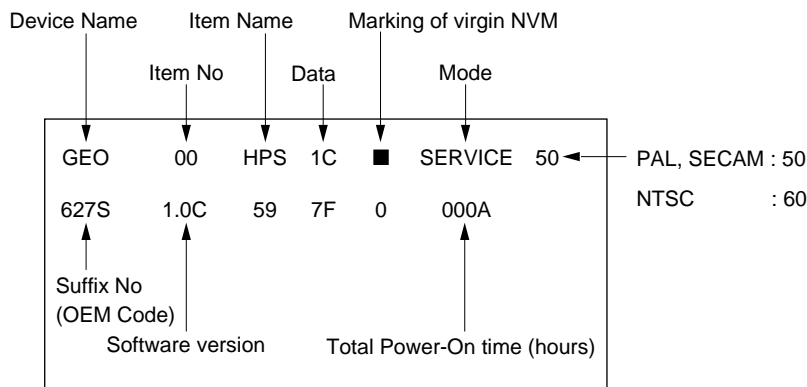 Device Name Item Name Marking of virgin NVM
Item No Data Mode
GEO 00 HPS 1C ■ SERVICE 50 PAL, SECAM : 50
NTSC : 60
627S 1.0C 59 7F 0 000A
Suffix No
(OEM Code)
Software version Total Power-On time (hours)